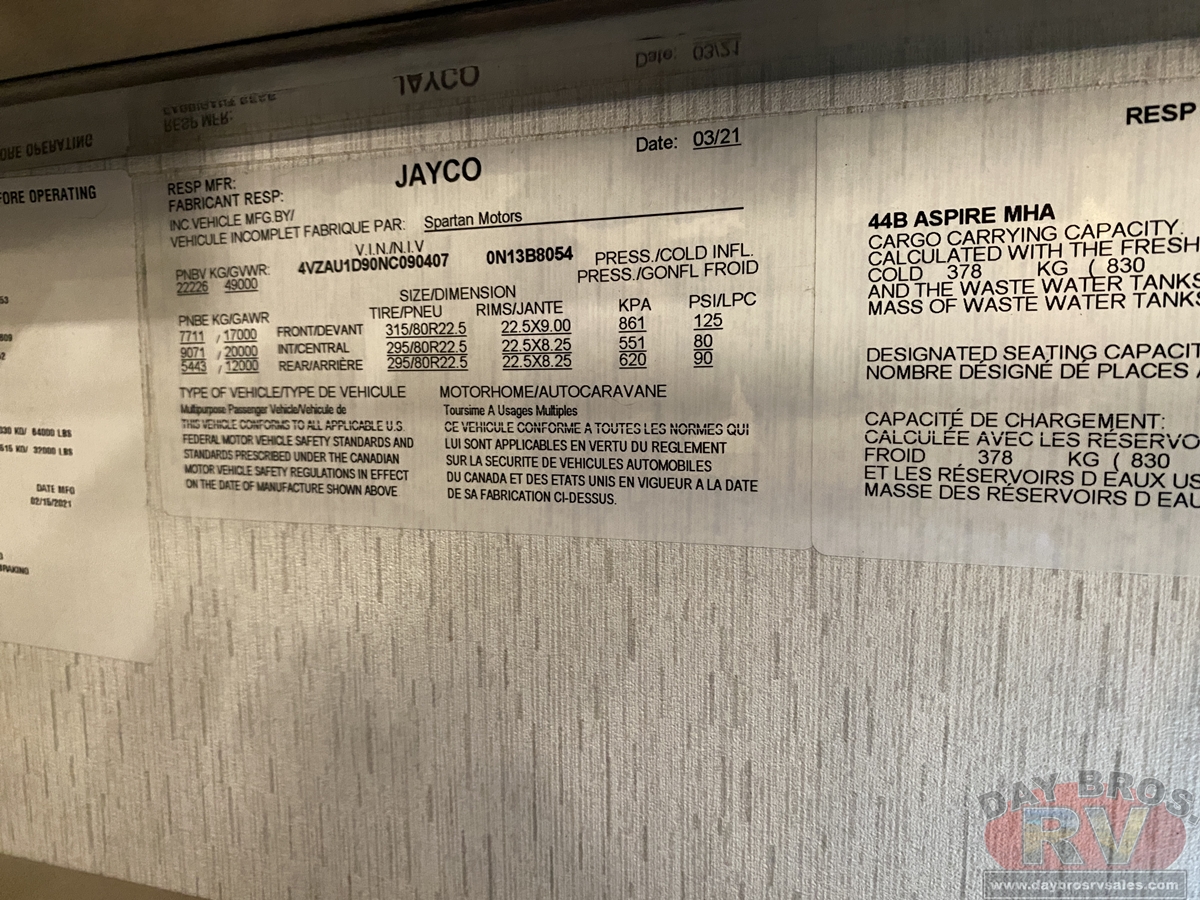 FORE OPERATING
64000 LBS
32000 LBS
DATE MFG
02/15/2021
JAYCO
Date: 03/21
RESP MFR:
FABRICANT RESP:
INC.VEHICLE MFG.BY/
VEHICULE INCOMPLET FABRIQUE PAR: Spartan Motors
V.I.N/N.I.V
PNBV KG/GVWR: 4VZAU1D90NC090407 0N13B8054 PRESS./COLD INFL.
22226 49000 PRESS./GONFL FROID
SIZE/DIMENSION
PNBE KG/GAWR TIRE/PNEU RIMS/JANTE KPA PSI/LPC
7711 / 17000 FRONT/DEVANT 315/80R22.5 22.5X9.00 861 125
9071 / 20000 INT/CENTRAL 295/80R22.5 22.5X8.25 551 80
5443 / 12000 REAR/ARRIÈRE 295/80R22.5 22.5X8.25 620 90
TYPE OF VEHICLE/TYPE DE VEHICULE MOTORHOME/AUTOCARAVANE
Multipurpose Passenger Vehicle/Vehicule de Toursime A Usages Multiples
THIS VEHICLE CONFORMS TO ALL APPLICABLE U.S.
FEDERAL MOTOR VEHICLE SAFETY STANDARDS AND
STANDARDS PRESCRIBED UNDER THE CANADIAN
MOTOR VEHICLE SAFETY REGULATIONS IN EFFECT
ON THE DATE OF MANUFACTURE SHOWN ABOVE
CE VEHICULE CONFORME A TOUTES LES NORMES QUI
LUI SONT APPLICABLES EN VERTU DU REGLEMENT
SUR LA SECURITE DE VEHICULES AUTOMOBILES
DU CANADA ET DES ETATS UNIS EN VIGUEUR A LA DATE
DE SA FABRICATION CI-DESSUS.
RESP
44B ASPIRE MHA
CARGO CARRYING CAPACITY.
CALCULATED WITH THE FRESH
COLD 378 KG ( 830
AND THE WASTE WATER TANKS
MASS OF WASTE WATER TANKS
DESIGNATED SEATING CAPACIT
NOMBRE DÉSIGNÉ DE PLACES A
CAPACITÉ DE CHARGEMENT:
CALCULÉE AVEC LES RÉSERVO
FROID 378 KG ( 830
ET LES RÉSERVOIRS D EAUX US
MASSE DES RÉSERVOIRS D EAU
DAY BROS
RV
www.daybrosrvsales.com